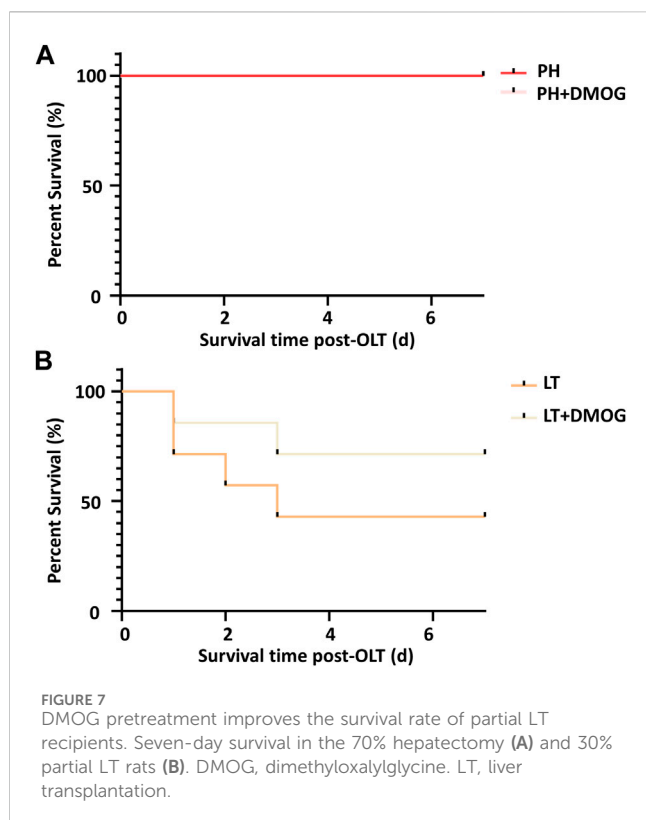 A
Percent Survival (%)
100
50
0
0 2 4 6
Survival time post-OLT (d)
PH
PH+DMOG
B
Percent Survival (%)
100
50
0
0 2 4 6
Survival time post-OLT (d)
LT
LT+DMOG
FIGURE 7
DMOG pretreatment improves the survival rate of partial LT
recipients. Seven-day survival in the 70% hepatectomy (A) and 30%
partial LT rats (B). DMOG, dimethyloxalylglycine. LT, liver
transplantation.